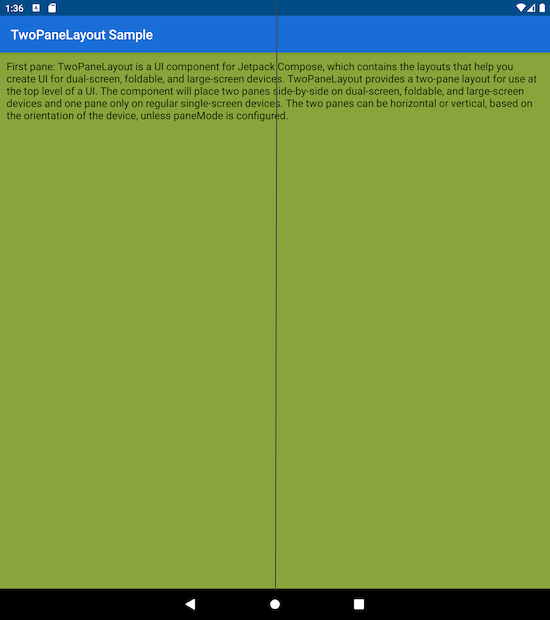 1:36
TwoPaneLayout Sample
First pane: TwoPaneLayout is a UI component for Jetpack Compose, which contains the layouts that help you
create UI for dual-screen, foldable, and large-screen devices. TwoPaneLayout provides a two-pane layout for use at
the top level of a UI. The component will place two panes side-by-side on dual-screen, foldable, and large-screen
devices and one pane only on regular single-screen devices. The two panes can be horizontal or vertical, based on
the orientation of the device, unless paneMode is configured.